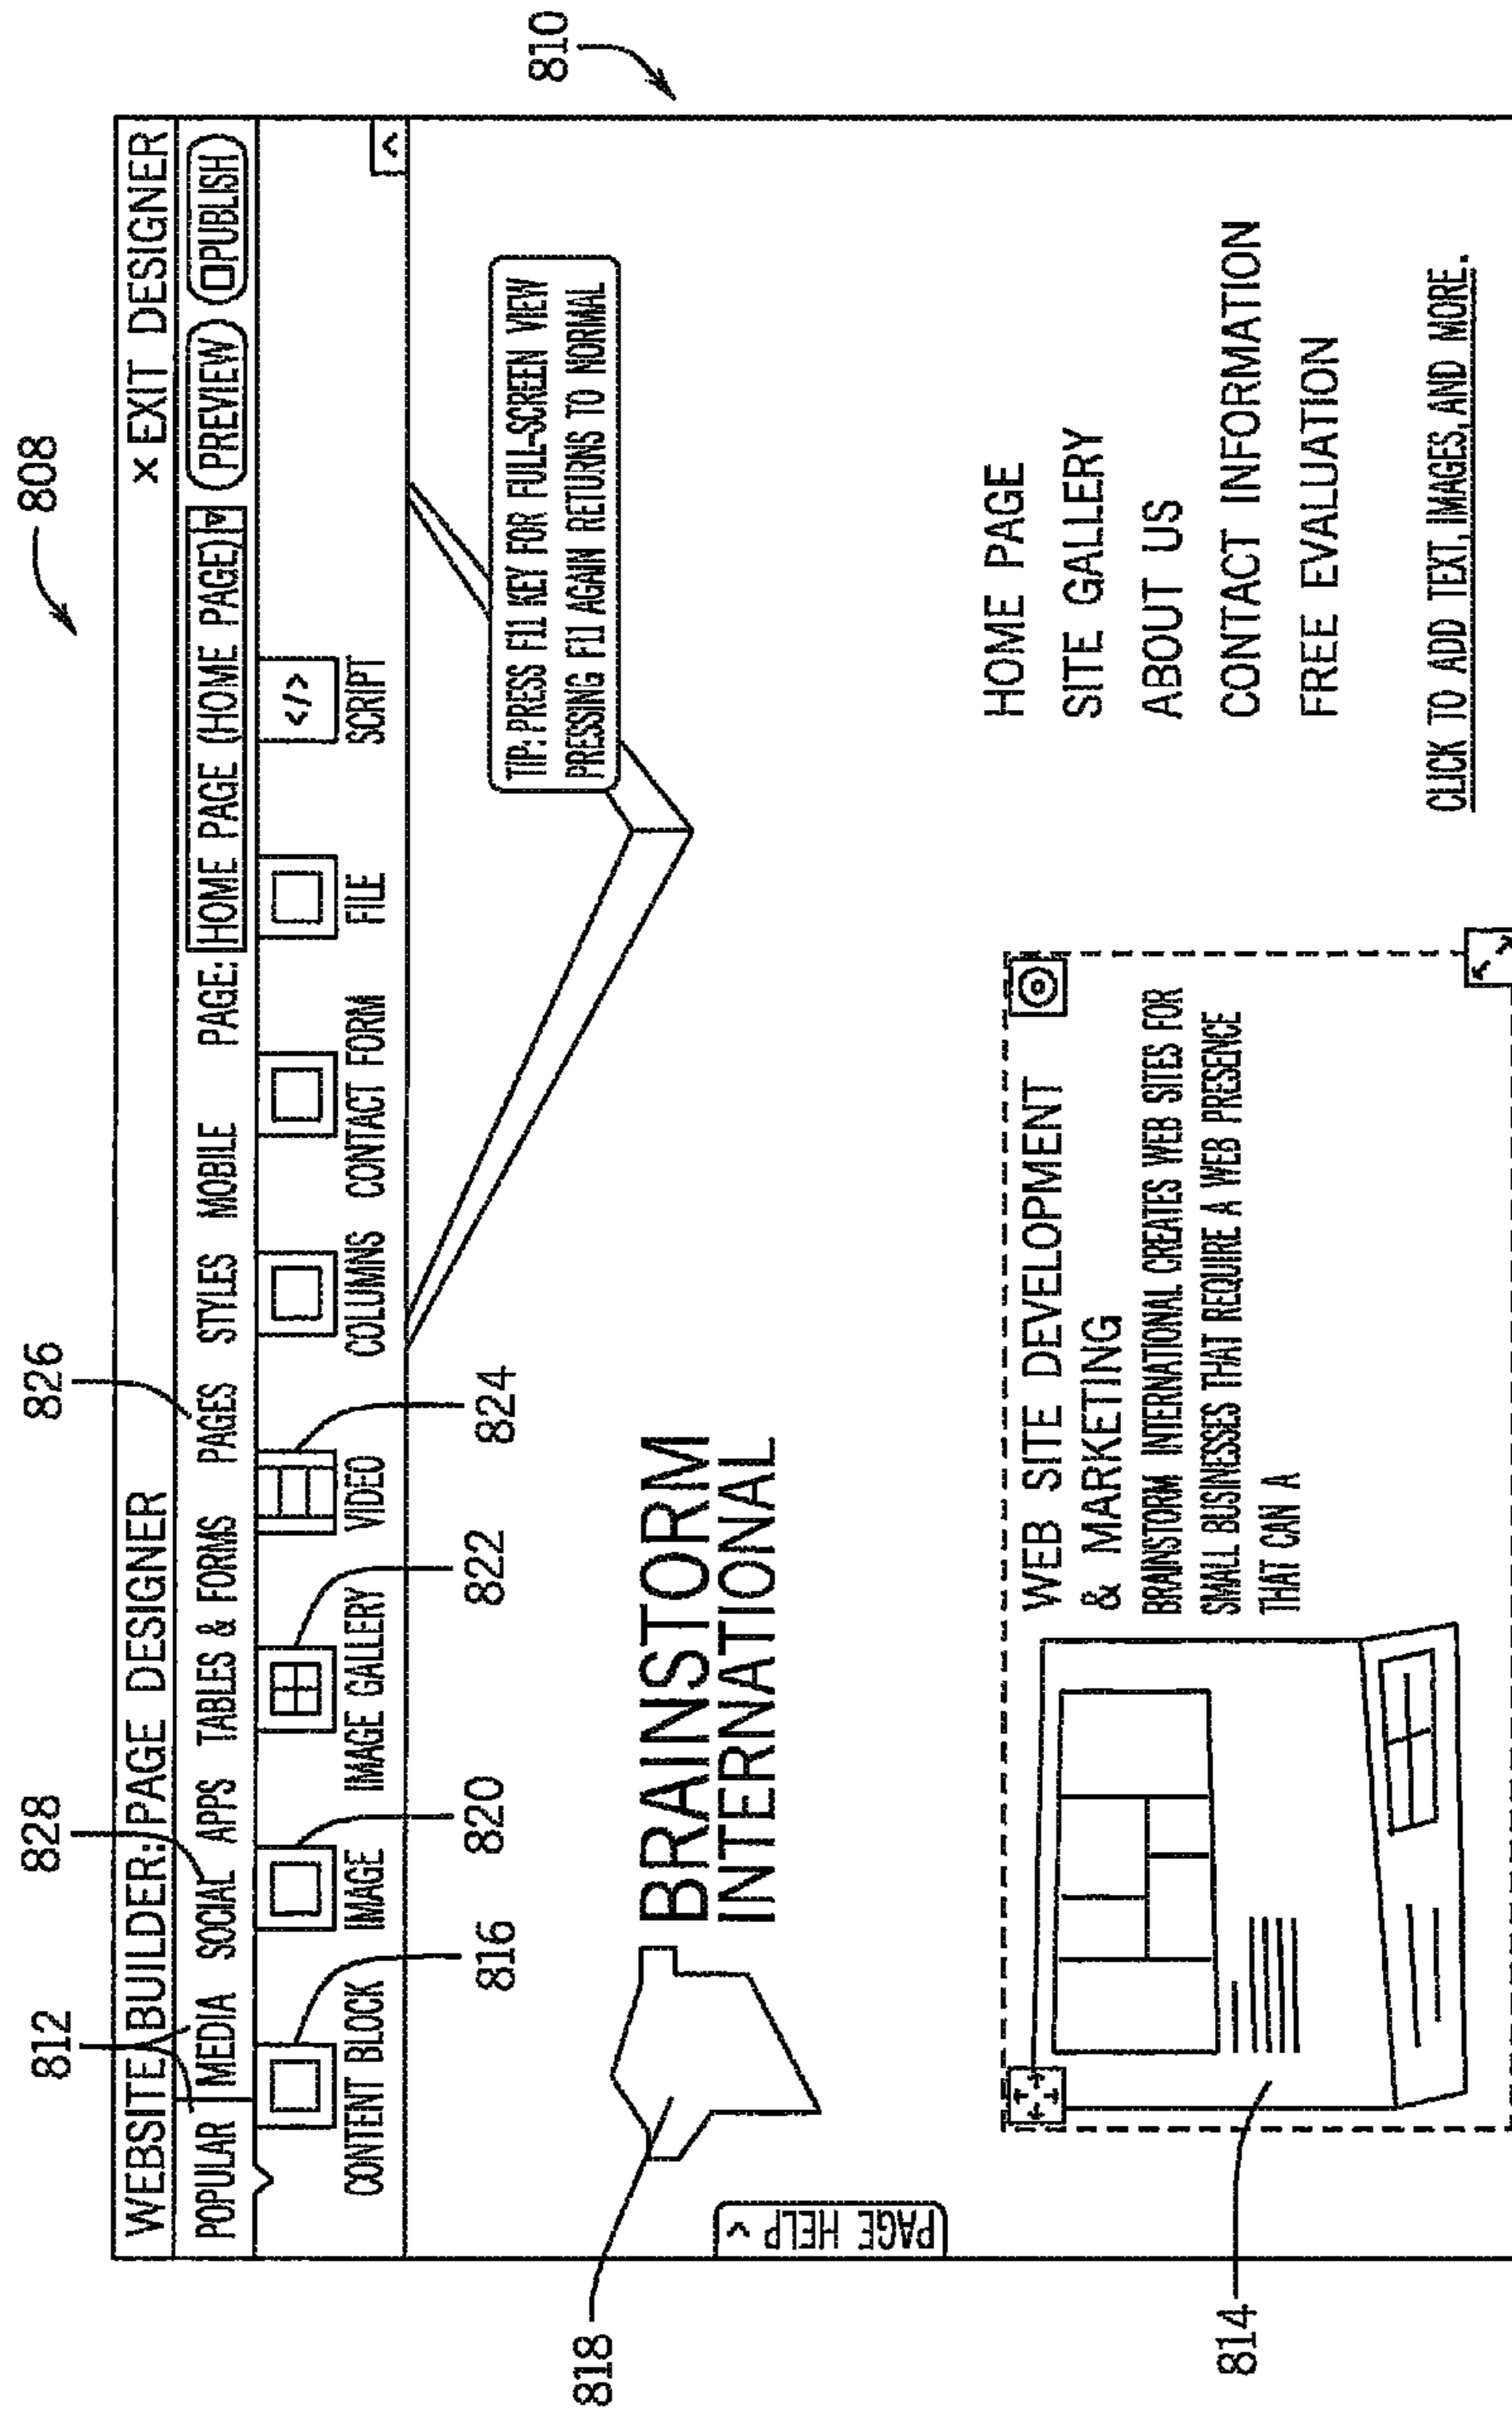 808
826
828
812
WEBSITE BUILDER: PAGE DESIGNER
X EXIT DESIGNER
POPULAR MEDIA SOCIAL APPS TABLES & FORMS PAGES STYLES MOBILE PAGE: HOME PAGE (HOME PAGE) PREVIEW PUBLISH
</>
CONTENT BLOCK IMAGE IMAGE GALLERY VIDEO COLUMNS CONTACT FORM FILE SCRIPT
816
820
822
824
810
TIP: PRESS F11 KEY FOR FULL-SCREEN VIEW
PRESSING F11 AGAIN RETURNS TO NORMAL
818
BRAINSTORM
INTERNATIONAL
PAGE HELP >
HOME PAGE
SITE GALLERY
ABOUT US
CONTACT INFORMATION
FREE EVALUATION
CLICK TO ADD TEXT, IMAGES, AND MORE.
WEB SITE DEVELOPMENT
& MARKETING
BRAINSTORM INTERNATIONAL CREATES WEB SITES FOR
SMALL BUSINESSES THAT REQUIRE A WEB PRESENCE
THAT CAN A
814